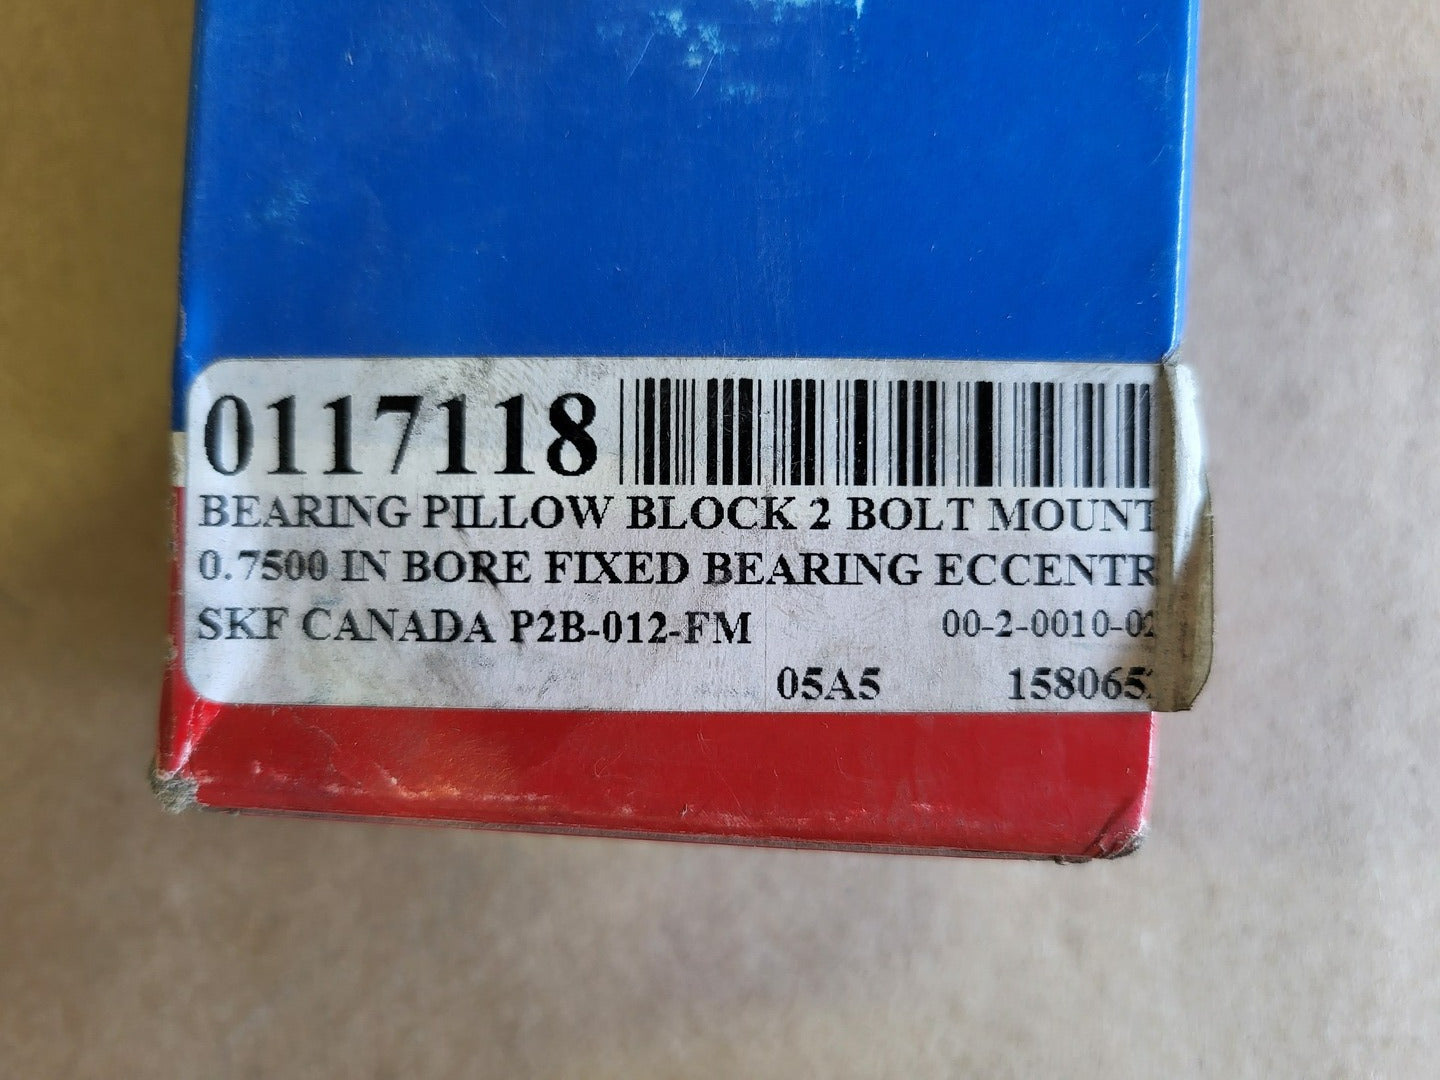 0117118
BEARING PILLOW BLOCK 2 BOLT MOUNT
0.7500 IN BORE FIXED BEARING ECCENTR
SKF CANADA P2B-012-FM 00-2-0010-02
05A5 158065